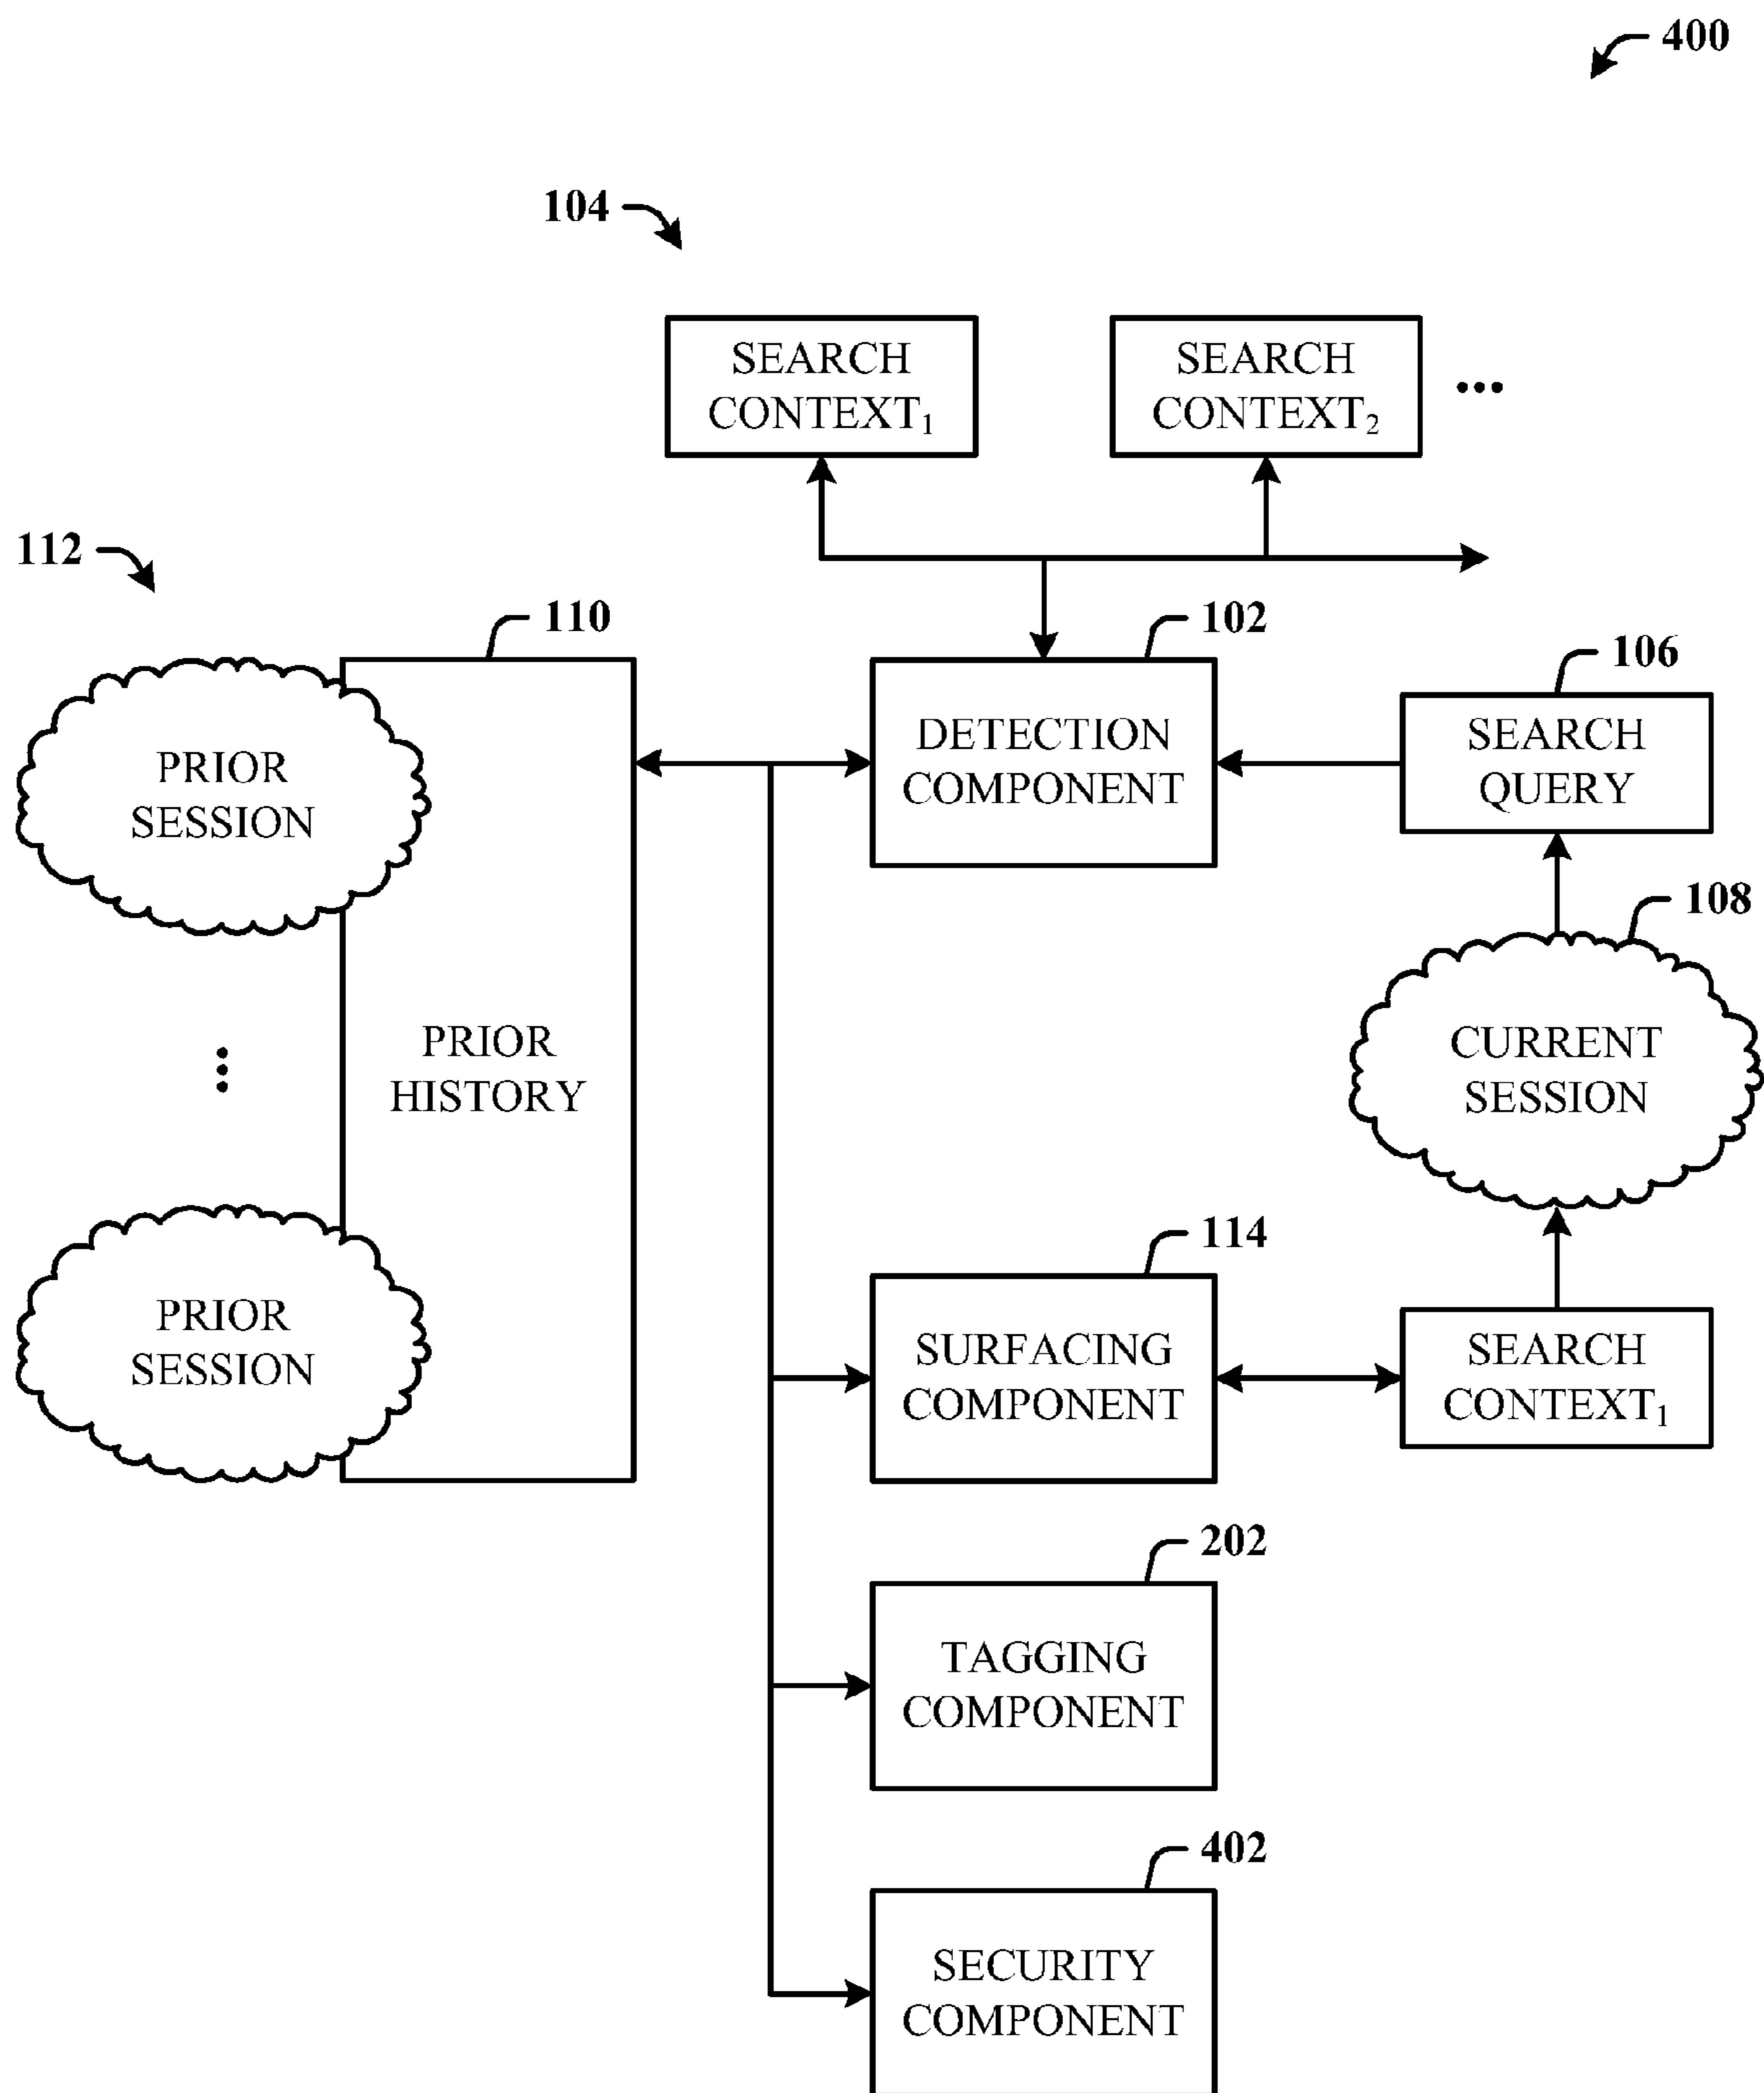 400
104
SEARCH
CONTEXT₁
SEARCH
CONTEXT₂
...
112
110
102
106
PRIOR
SESSION
DETECTION
COMPONENT
SEARCH
QUERY
108
PRIOR
HISTORY
CURRENT
SESSION
114
PRIOR
SESSION
SURFACING
COMPONENT
SEARCH
CONTEXT₁
202
TAGGING
COMPONENT
402
SECURITY
COMPONENT